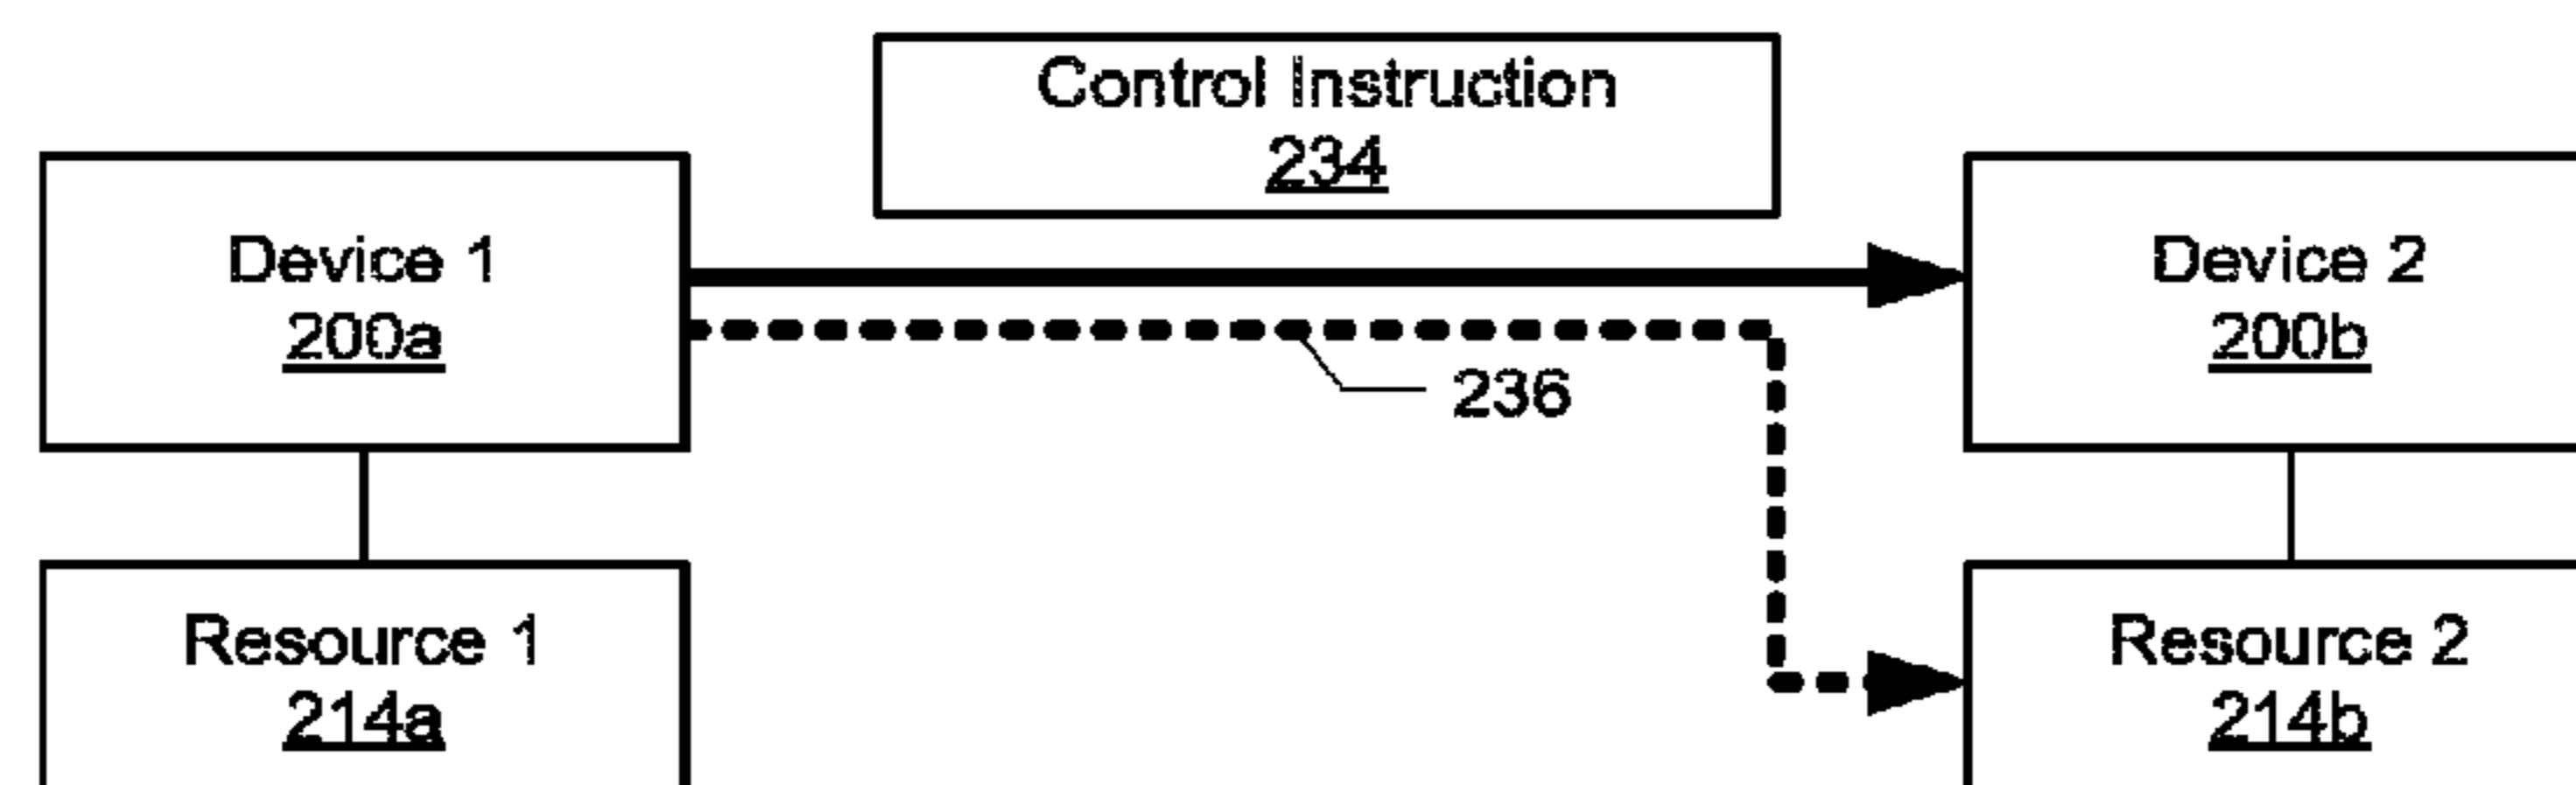 Control Instruction
234
Device 1
200a
Device 2
200b
236
Resource 1
214a
Resource 2
214b